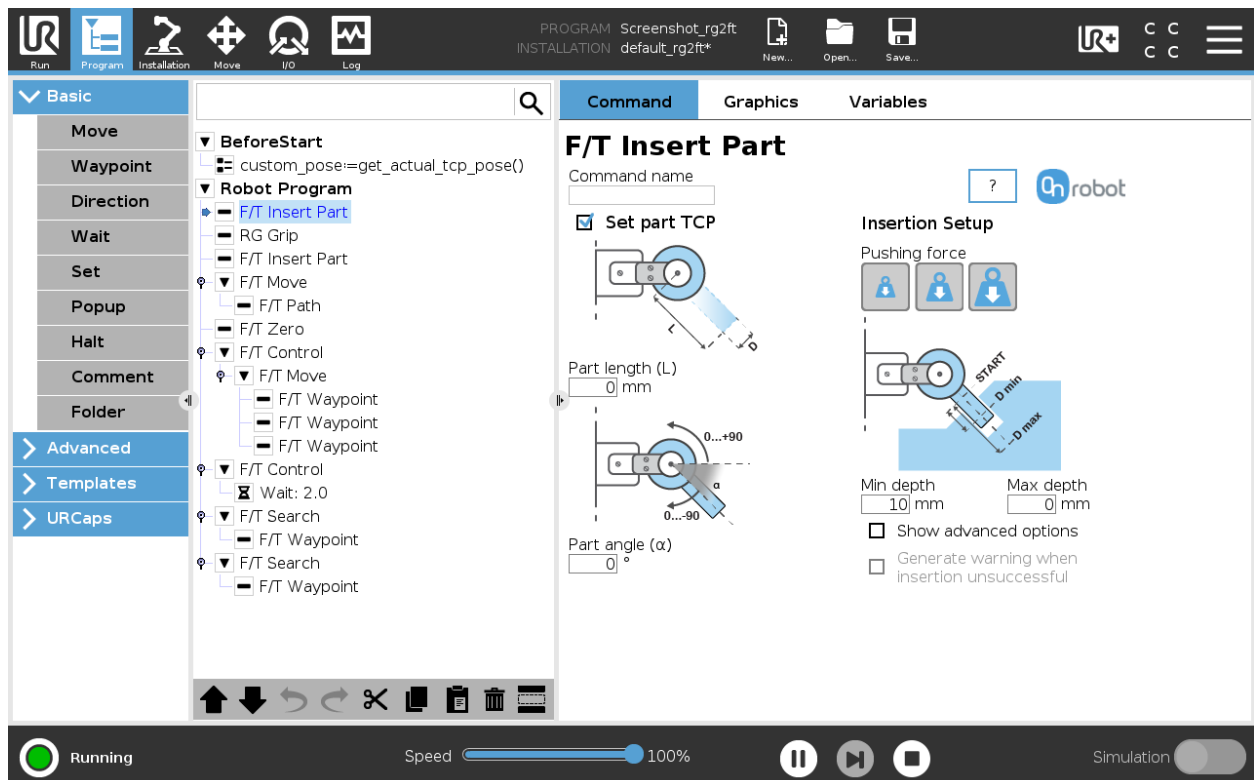 PROGRAM Screenshot_rg2ft
INSTALLATION default_rg2ft*
Run
Program
Installation
Move
I/O
Log
New...
Open...
Save...
UR+
C C
C C
Basic
Move
Waypoint
Direction
Wait
Set
Popup
Halt
Comment
Folder
Advanced
Templates
URCaps
BeforeStart
custom_pose≔get_actual_tcp_pose()
Robot Program
F/T Insert Part
RG Grip
F/T Insert Part
F/T Move
F/T Path
F/T Zero
F/T Control
F/T Move
F/T Waypoint
F/T Waypoint
F/T Waypoint
F/T Control
Wait: 2.0
F/T Search
F/T Waypoint
F/T Search
F/T Waypoint
Command Graphics Variables
F/T Insert Part
Command name
?
On robot
Set part TCP
L
D
Part length (L)
0 mm
0...+90
α
0...-90
Part angle (α)
0 °
Insertion Setup
Pushing force
START
D min
F
D max
Min depth Max depth
10 mm 0 mm
Show advanced options
Generate warning when
insertion unsuccessful
Running
Speed 100%
Simulation